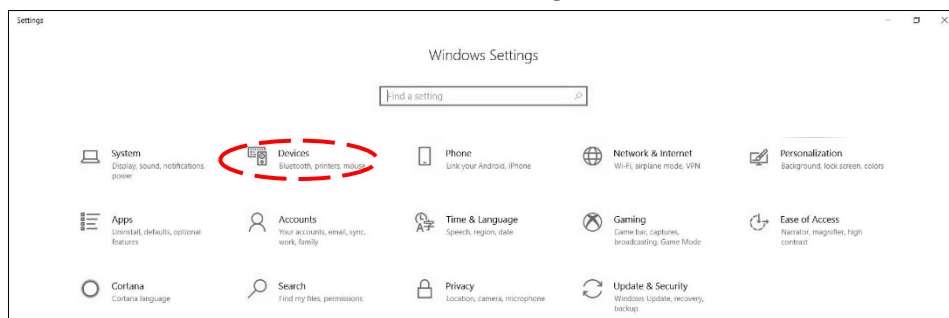 Settings
Windows Settings
Find a setting
System
Display, sound, notifications,
power
Devices
Bluetooth, printers, mouse
Phone
Link your Android, iPhone
Network & Internet
Wi-Fi, airplane mode, VPN
Personalization
Background, lock screen, colors
Apps
Uninstall, defaults, optional
features
Accounts
Your accounts, email, sync,
work, family
Time & Language
Speech, region, date
Gaming
Game bar, captures,
broadcasting, Game Mode
Ease of Access
Narrator, magnifier, high
contrast
Cortana
Cortana language
Search
Find my files, permissions
Privacy
Location, camera, microphone
Update & Security
Windows Update, recovery,
backup